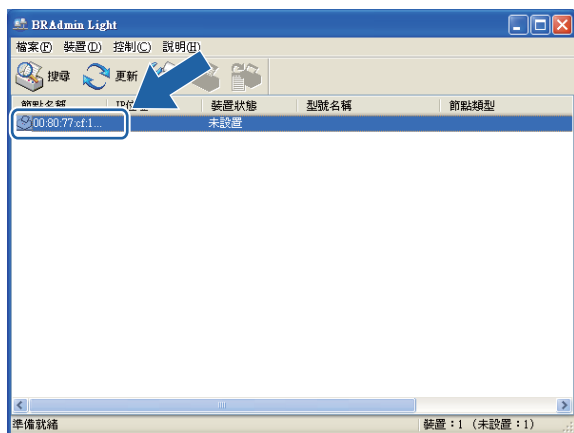 BRAdmin Light
檔案(F) 裝置(D) 控制(C) 說明(H)
搜尋 更新
節點名稱 裝置狀態 型號名稱 節點類型
00:80:77:cf:1... 未設置
準備就緒 裝置：1 （未設置：1）